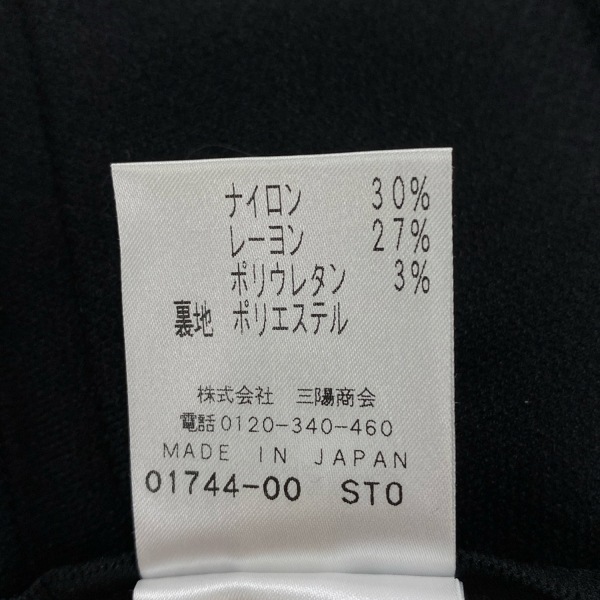 ナイロン 30%
レーヨン 27%
ポリウレタン 3%
裏地 ポリエステル
株式会社 三陽商会
電話0120-340-460
MADE IN JAPAN
01744-00 ST0